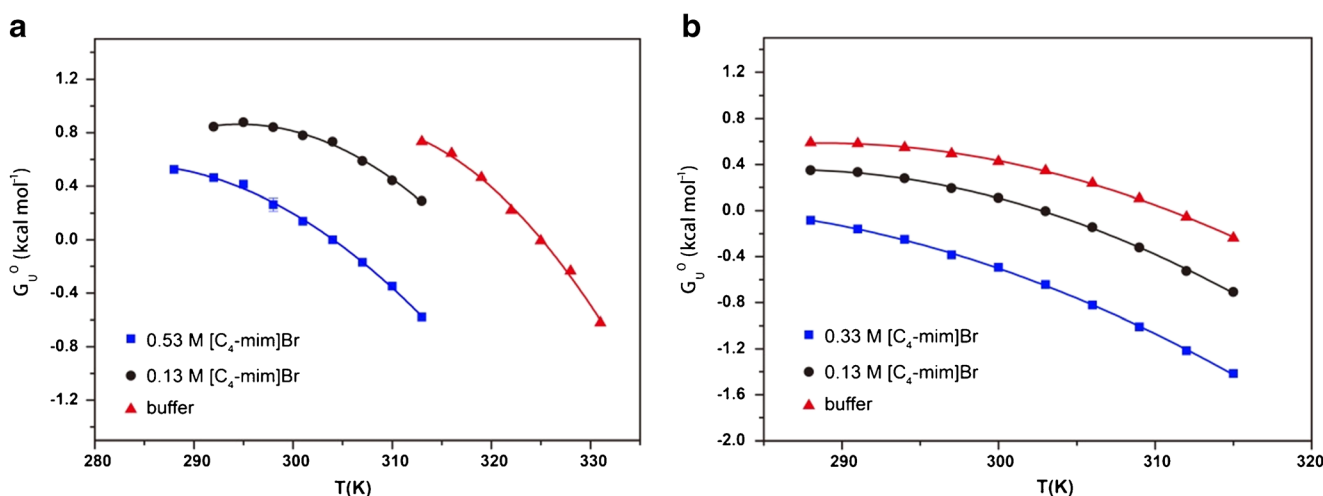 a
1.2
0.8
0.4
0.0
-0.4
-0.8
-1.2
G_U^O (kcal mol⁻¹)
0.53 M [C₄-mim]Br
0.13 M [C₄-mim]Br
buffer
280 290 300 310 320 330
T(K)
b
1.2
0.8
0.4
0.0
-0.4
-0.8
-1.2
-1.6
-2.0
G_U^O (kcal mol⁻¹)
0.33 M [C₄-mim]Br
0.13 M [C₄-mim]Br
buffer
290 300 310 320
T(K)